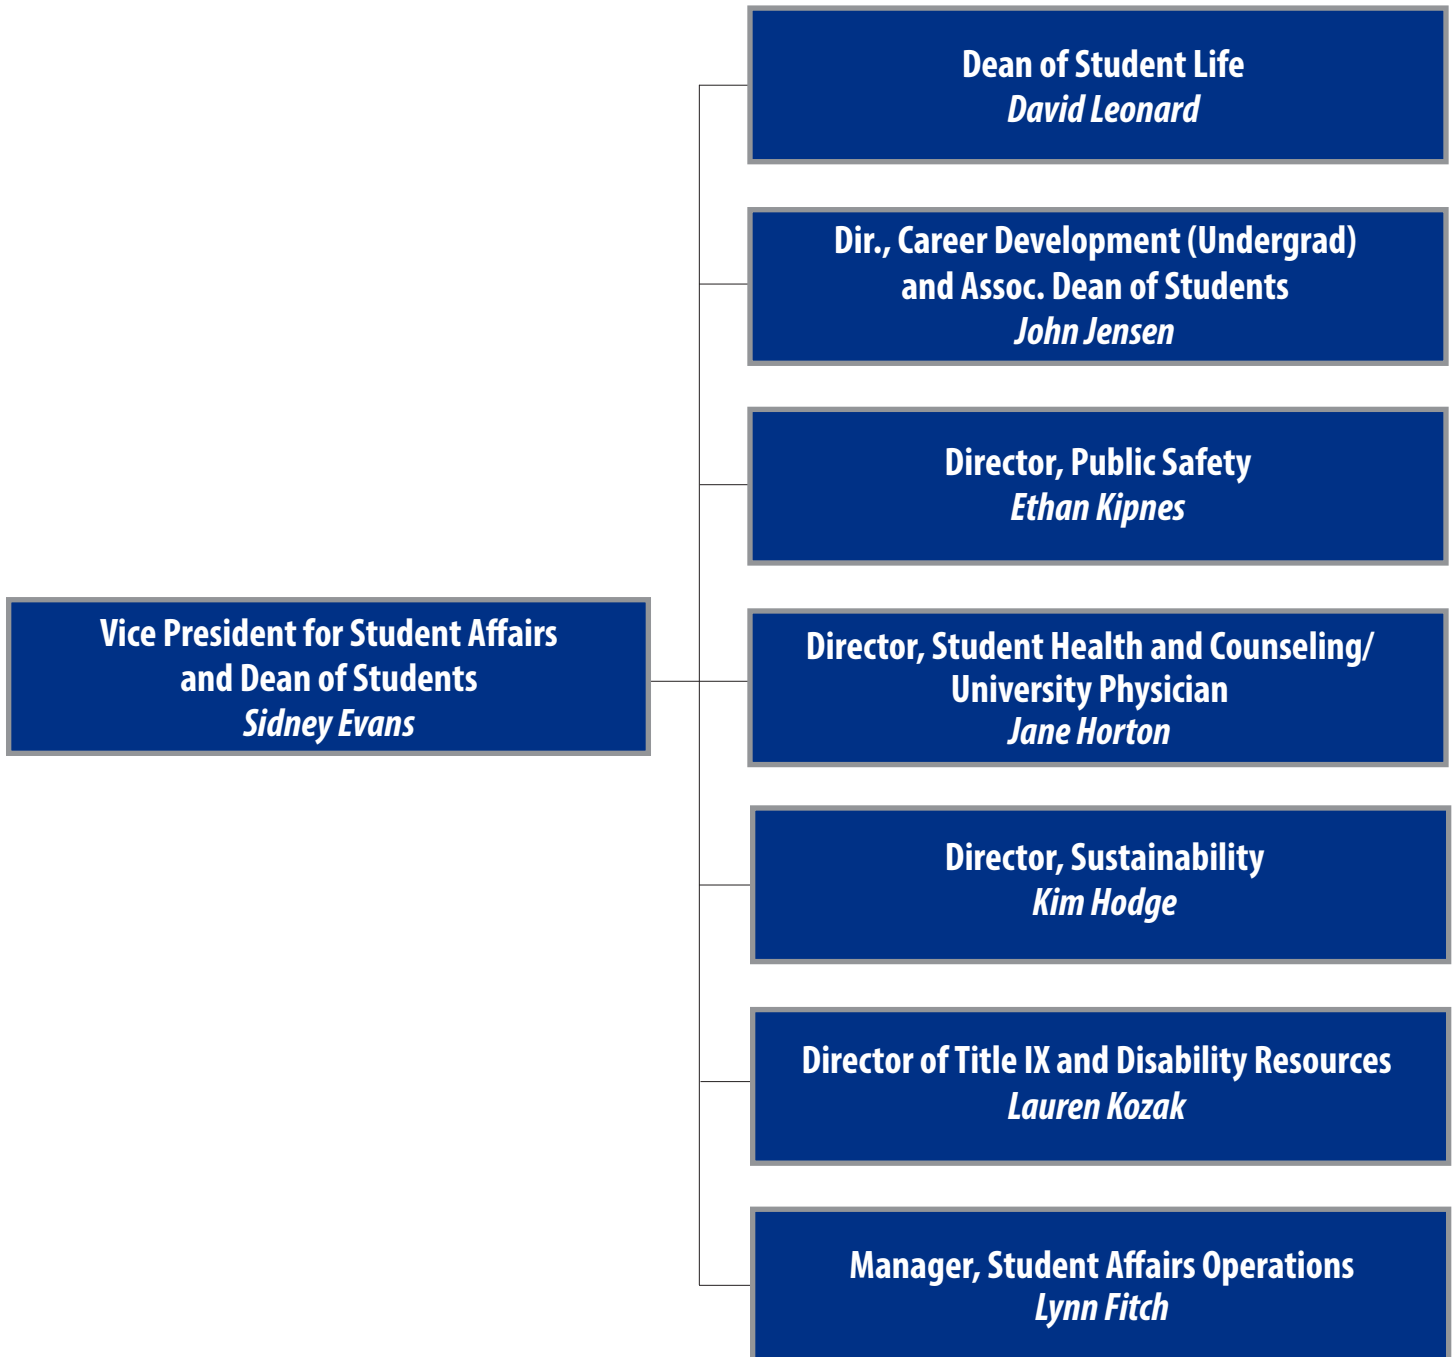 Dean of Student Life
David Leonard
Dir., Career Development (Undergrad)
and Assoc. Dean of Students
John Jensen
Director, Public Safety
Ethan Kipnes
Vice President for Student Affairs
and Dean of Students
Sidney Evans
Director, Student Health and Counseling/
University Physician
Jane Horton
Director, Sustainability
Kim Hodge
Director of Title IX and Disability Resources
Lauren Kozak
Manager, Student Affairs Operations
Lynn Fitch